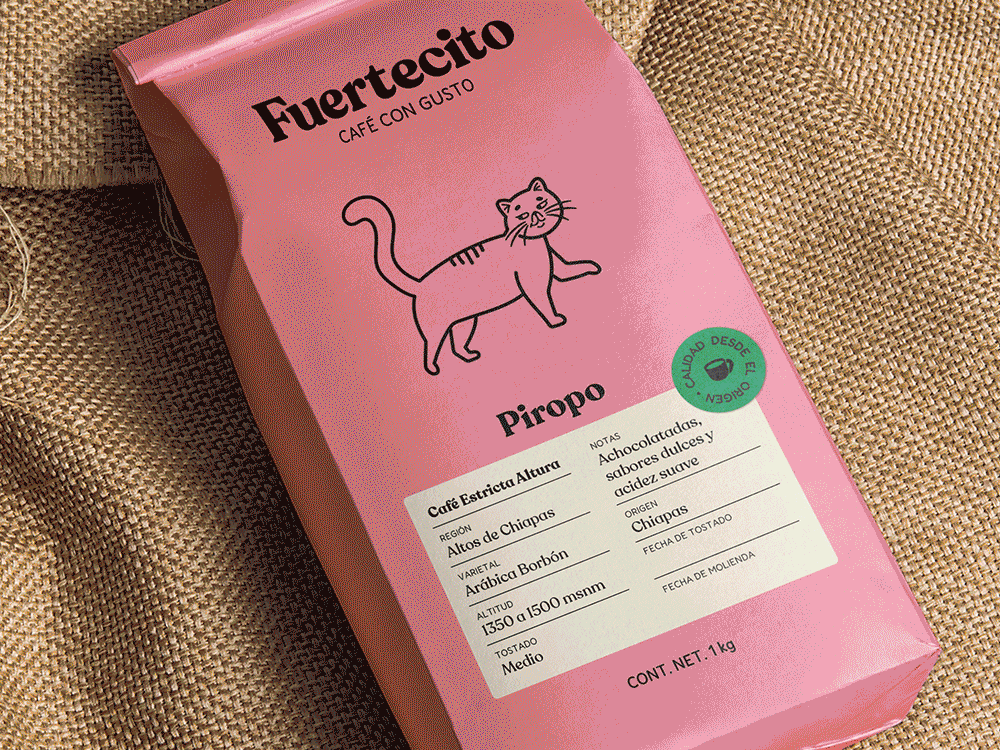 Fuertecito
CAFÉ CON GUSTO
CALIDAD DESDE EL ORIGEN •
Piropo
Café Estricta Altura
REGIÓN
Altos de Chiapas
VARIETAL
Arábica Borbón
ALTITUD
1350 a 1500 msnm
TOSTADO
Medio
NOTAS
Achocolatadas,
sabores dulces y
acidez suave
ORIGEN
Chiapas
FECHA DE TOSTADO
FECHA DE MOLIENDA
CONT. NET. 1 kg